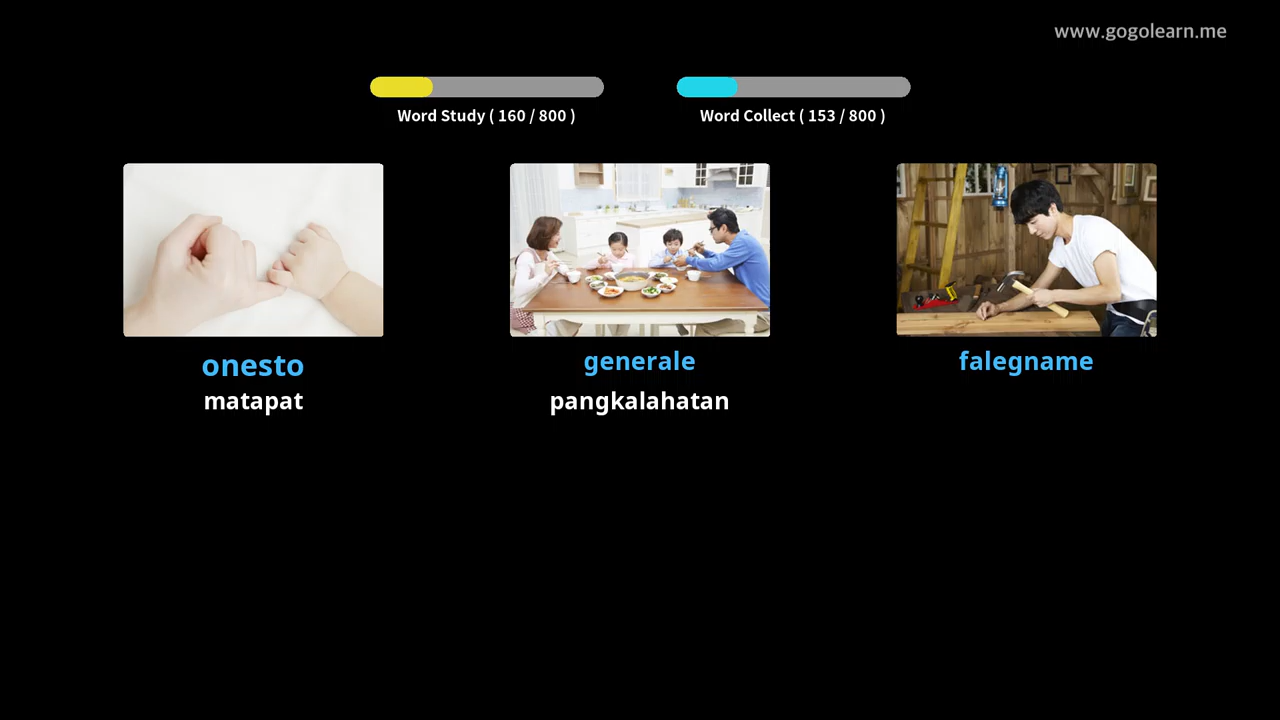 www.gogolearn.me
Word Study ( 160 / 800 )
Word Collect ( 153 / 800 )
onesto
matapat
generale
pangkalahatan
falegname